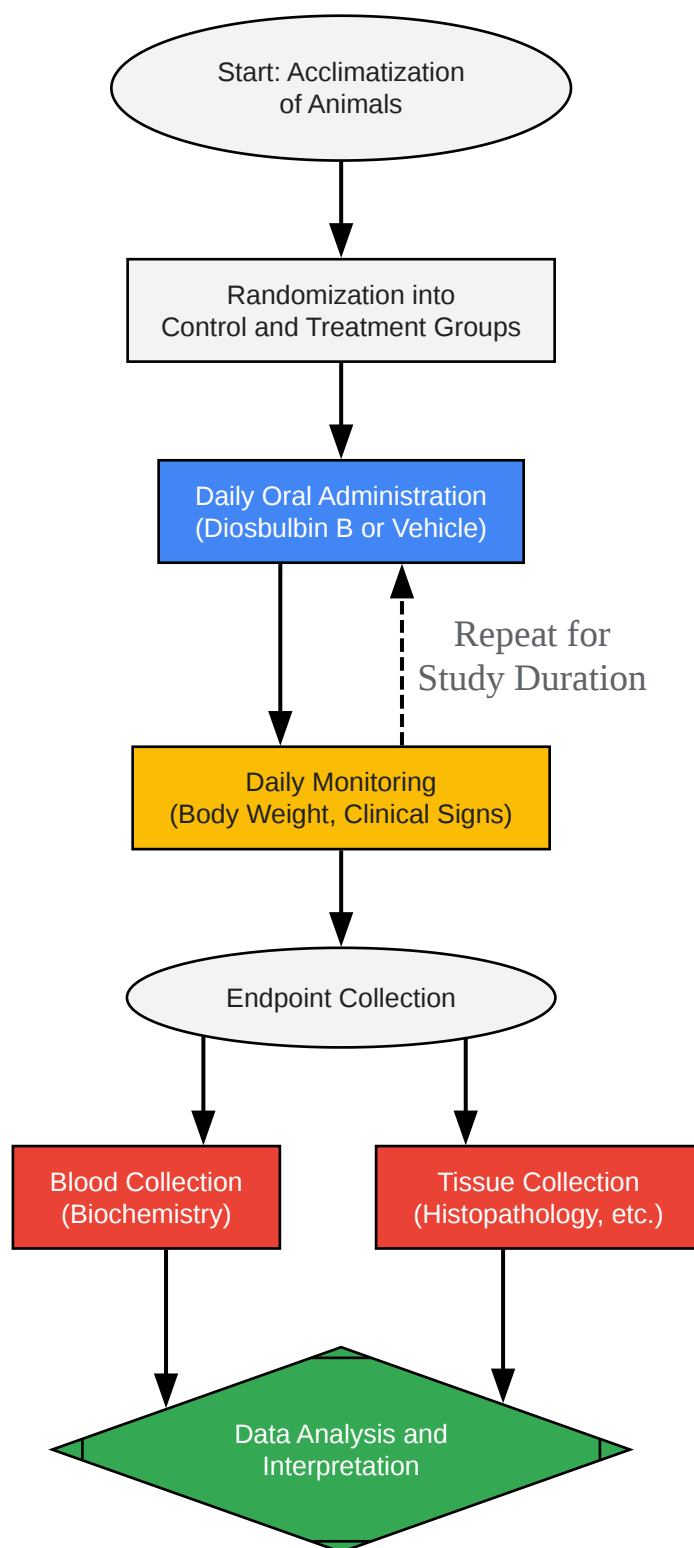 Start: Acclimatization
of Animals
Randomization into
Control and Treatment Groups
Daily Oral Administration
(Diosbulbin B or Vehicle)
Repeat for
Study Duration
Daily Monitoring
(Body Weight, Clinical Signs)
Endpoint Collection
Blood Collection
(Biochemistry)
Tissue Collection
(Histopathology, etc.)
Data Analysis and
Interpretation